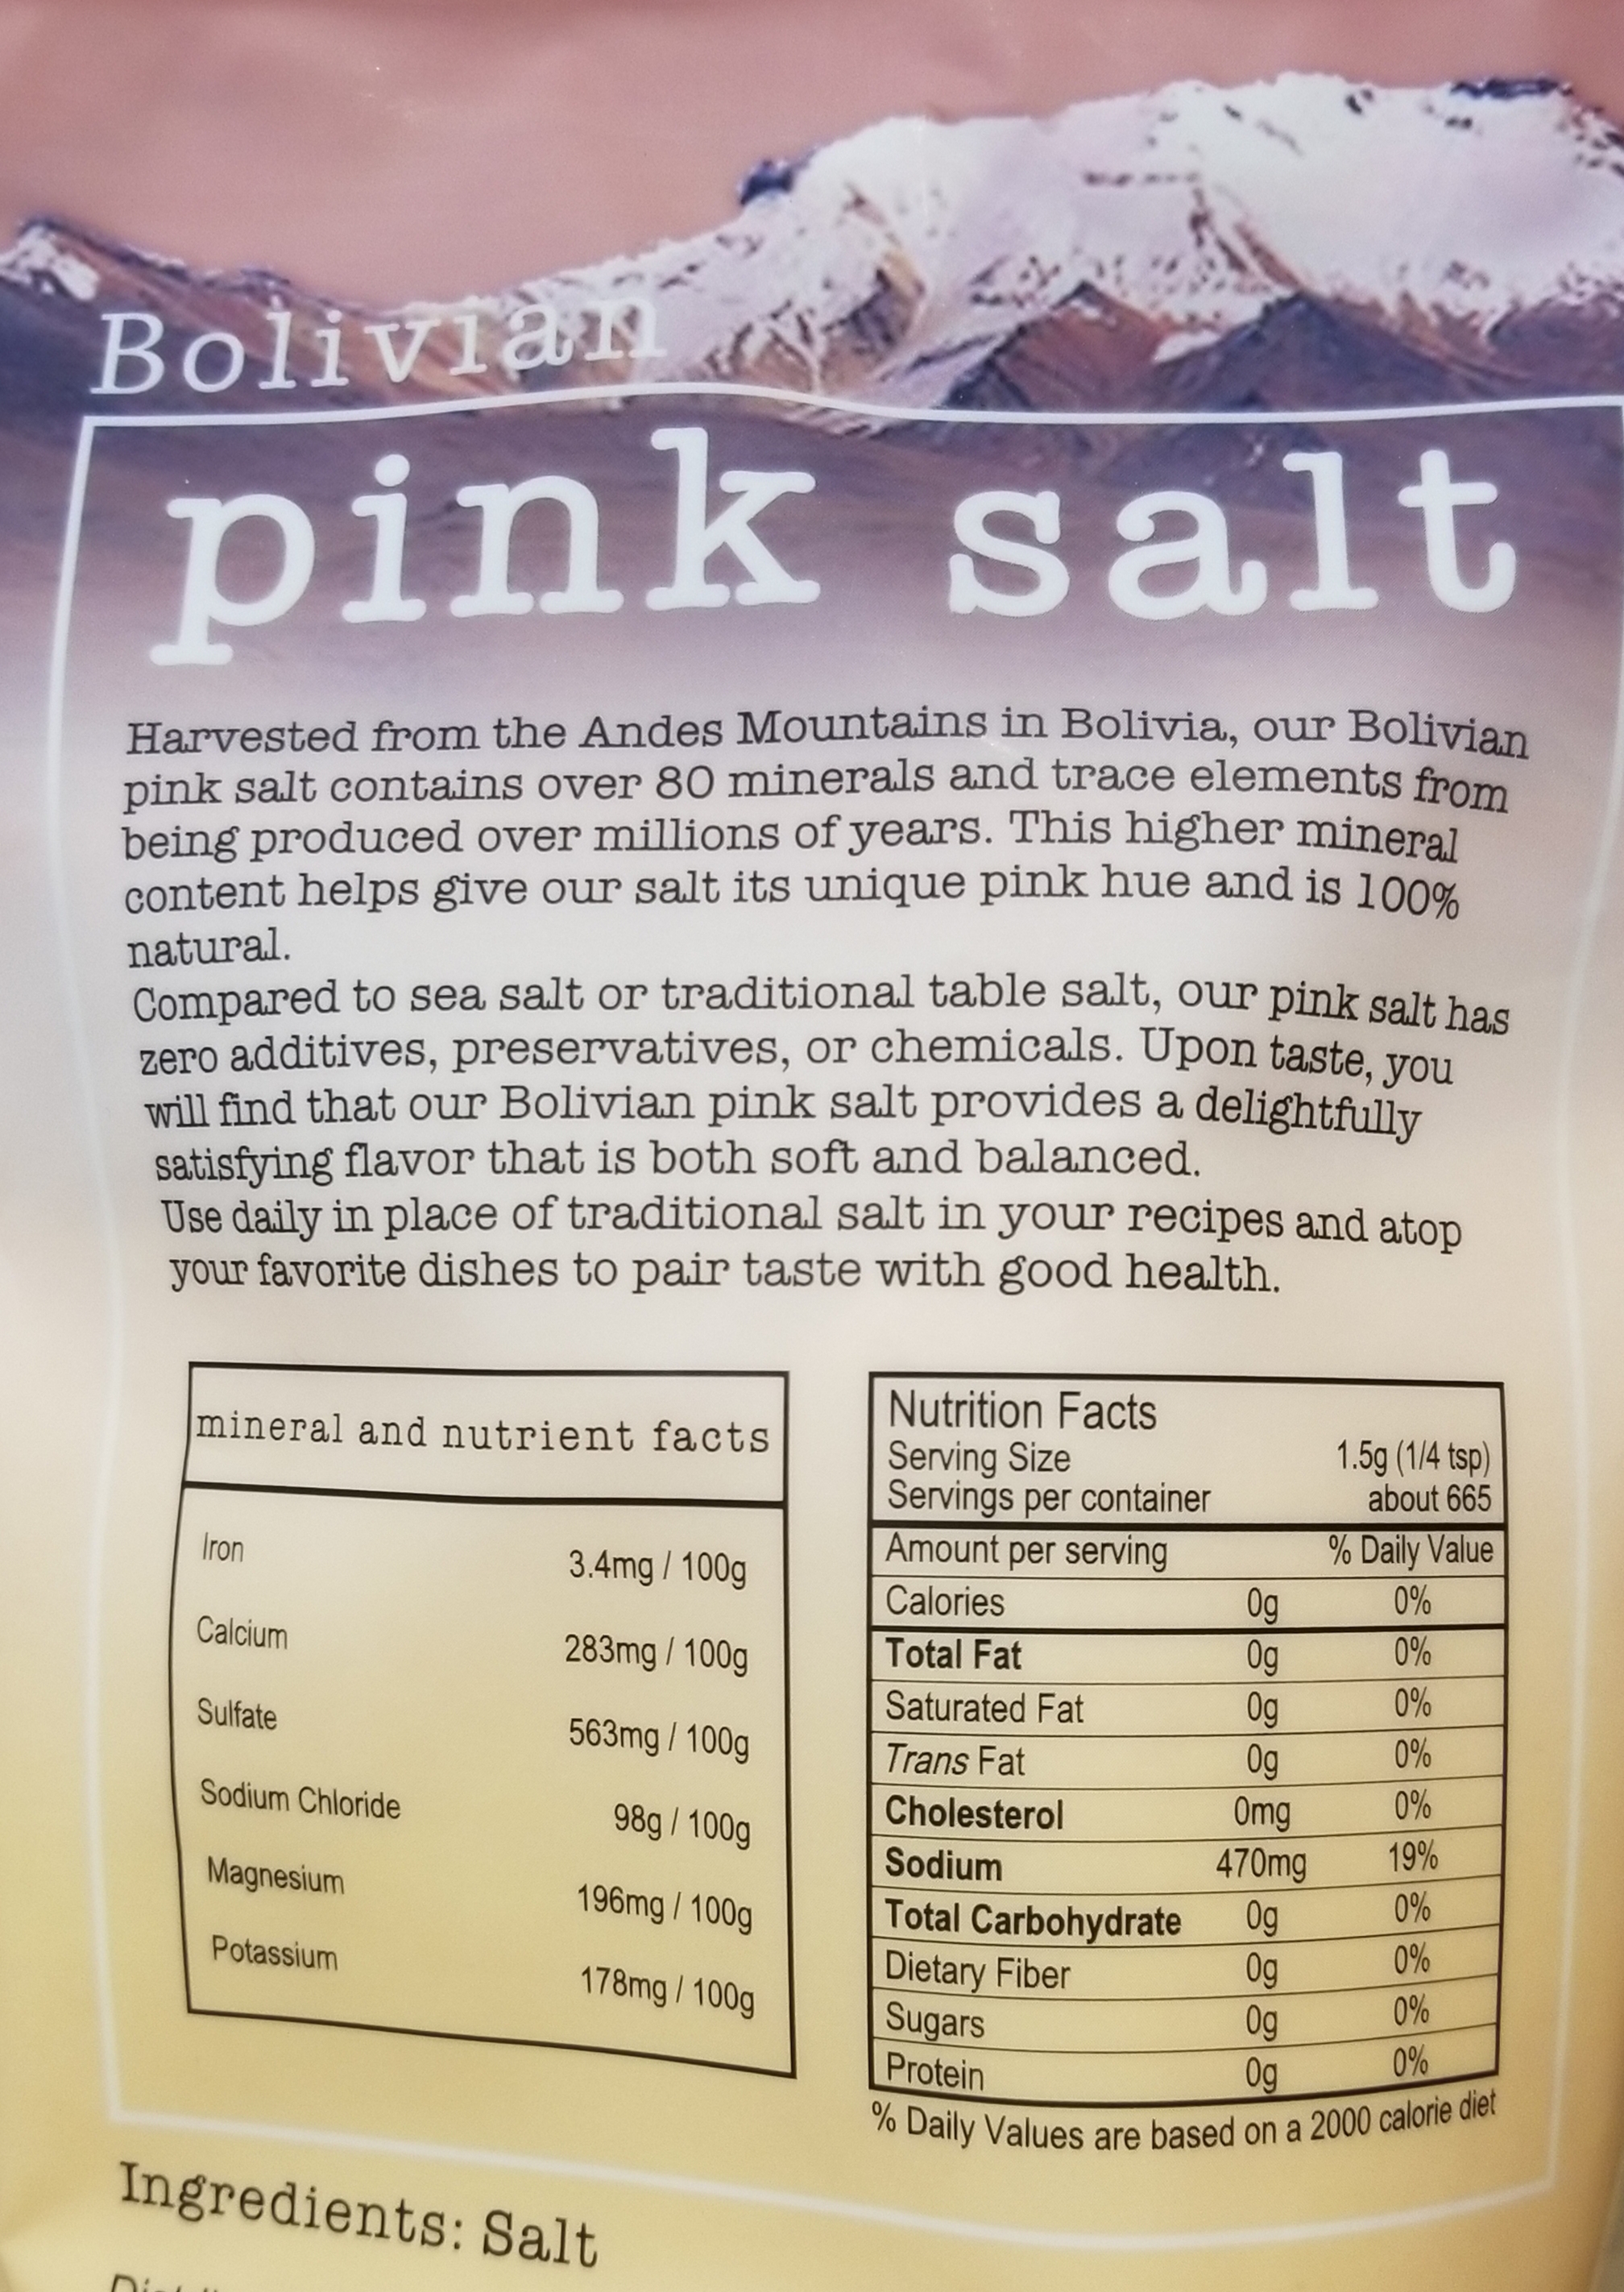 Bolivian
pink salt
Harvested from the Andes Mountains in Bolivia, our Bolivian
pink salt contains over 80 minerals and trace elements from
being produced over millions of years. This higher mineral
content helps give our salt its unique pink hue and is 100%
natural.
Compared to sea salt or traditional table salt, our pink salt has
zero additives, preservatives, or chemicals. Upon taste, you
will find that our Bolivian pink salt provides a delightfully
satisfying flavor that is both soft and balanced.
Use daily in place of traditional salt in your recipes and atop
your favorite dishes to pair taste with good health.
mineral and nutrient facts
Iron 3.4mg / 100g
Calcium 283mg / 100g
Sulfate 563mg / 100g
Sodium Chloride 98g / 100g
Magnesium 196mg / 100g
Potassium 178mg / 100g
Nutrition Facts
Serving Size 1.5g (1/4 tsp)
Servings per container about 665
Amount per serving % Daily Value
Calories 0g 0%
Total Fat 0g 0%
Saturated Fat 0g 0%
Trans Fat 0g 0%
Cholesterol 0mg 0%
Sodium 470mg 19%
Total Carbohydrate 0g 0%
Dietary Fiber 0g 0%
Sugars 0g 0%
Protein 0g 0%
% Daily Values are based on a 2000 calorie diet
Ingredients: Salt